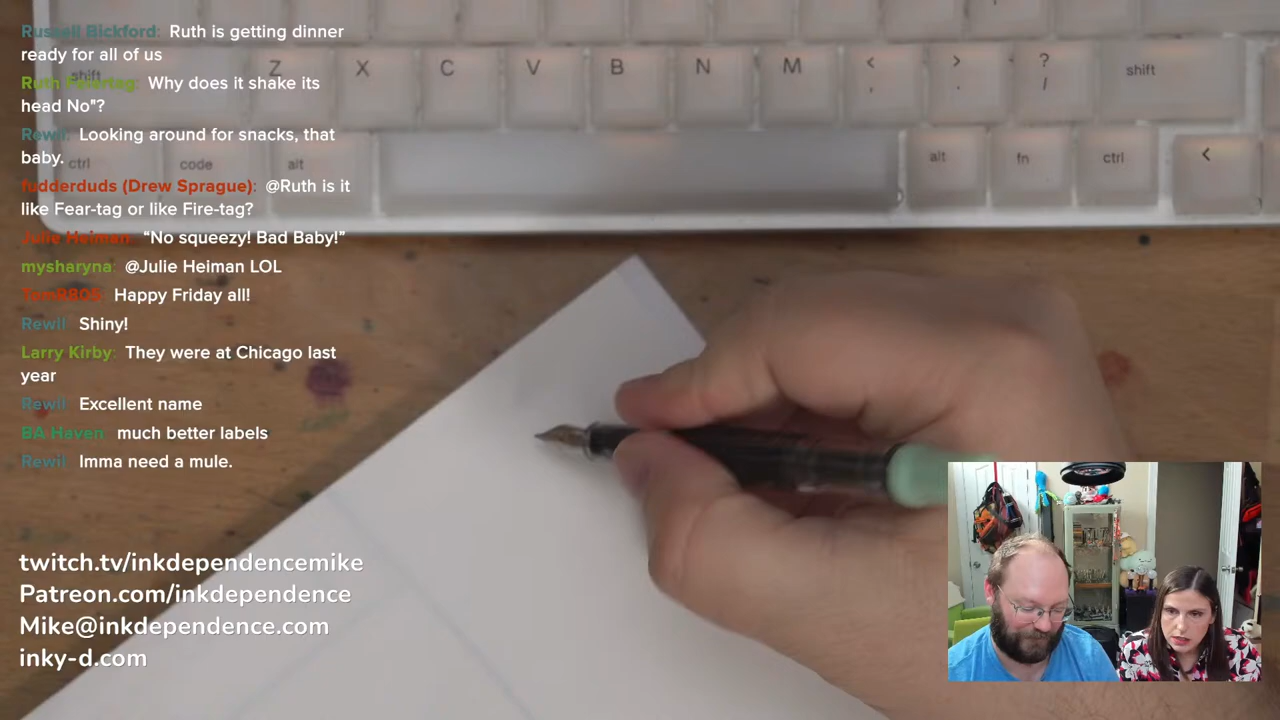 Russell Bickford: Ruth is getting dinner
ready for all of us
Ruth Feiertag: Why does it shake its
head No"?
Rewil: Looking around for snacks, that
baby.
fudderduds (Drew Sprague): @Ruth is it
like Fear-tag or like Fire-tag?
Julie Heiman: “No squeezy! Bad Baby!”
mysharyna: @Julie Heiman LOL
TomR805: Happy Friday all!
Rewil: Shiny!
Larry Kirby: They were at Chicago last
year
Rewil: Excellent name
BA Haven: much better labels
Rewil: Imma need a mule.
twitch.tv/inkdependencemike
Patreon.com/inkdependence
Mike@inkdependence.com
inky-d.com
shift Z X C V B N M < , > . ? / shift
ctrl code alt alt fn ctrl <